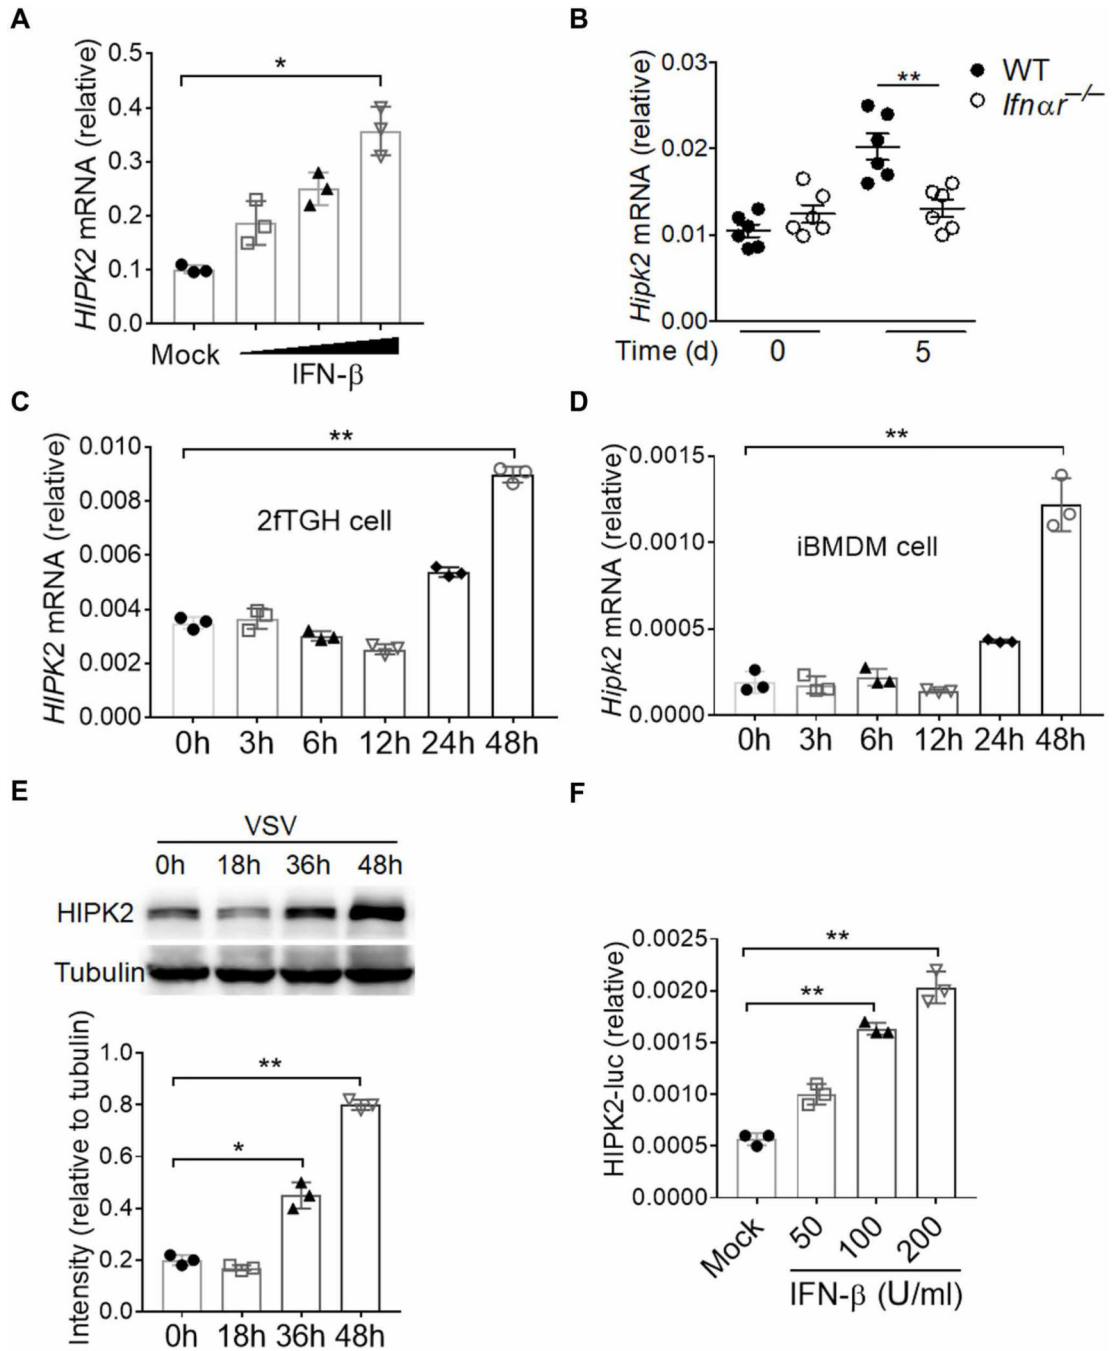 A
HIPK2 mRNA (relative)
0.5
0.4
0.3
0.2
0.1
0.0
*
Mock
IFN-β
B
Hipk2 mRNA (relative)
0.03
0.02
0.01
0.00
**
WT
Ifnαr−/−
Time (d)
0
5
C
HIPK2 mRNA (relative)
0.010
0.008
0.006
0.004
0.002
0.000
**
2fTGH cell
0h 3h 6h 12h 24h 48h
D
Hipk2 mRNA (relative)
0.0015
0.0010
0.0005
0.0000
**
iBMDM cell
0h 3h 6h 12h 24h 48h
E
VSV
0h 18h 36h 48h
HIPK2
Tubulin
Intensity (relative to tubulin)
1.0
0.8
0.6
0.4
0.2
0.0
**
*
0h 18h 36h 48h
F
HIPK2-luc (relative)
0.0025
0.0020
0.0015
0.0010
0.0005
0.0000
**
**
Mock 50 100 200
IFN-β (U/ml)